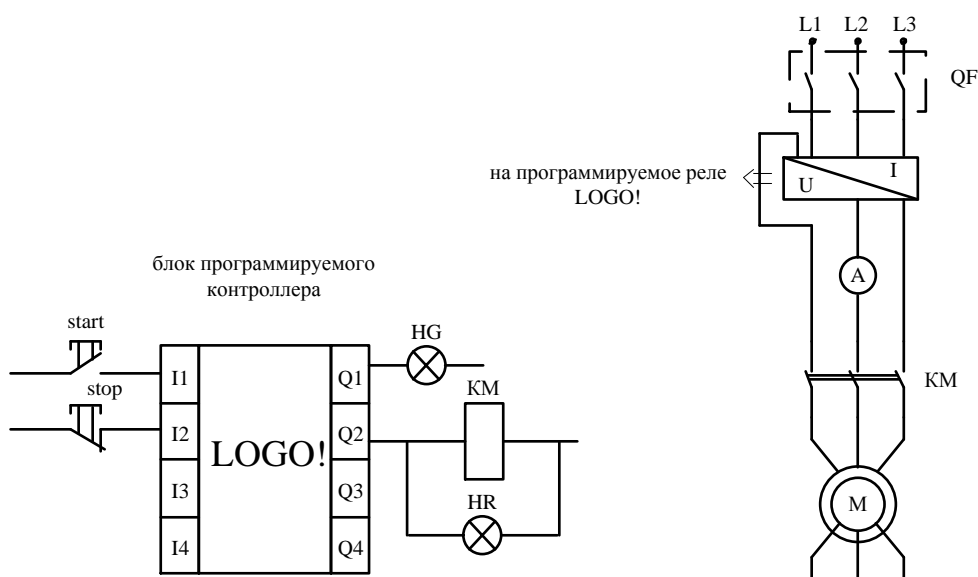 L1 L2 L3
QF
на программируемое реле
LOGO!
U I
A
блок программируемого
контроллера
start
HG
I1 Q1
KM
KM
stop
I2 LOGO! Q2
I3 Q3
HR
M
I4 Q4